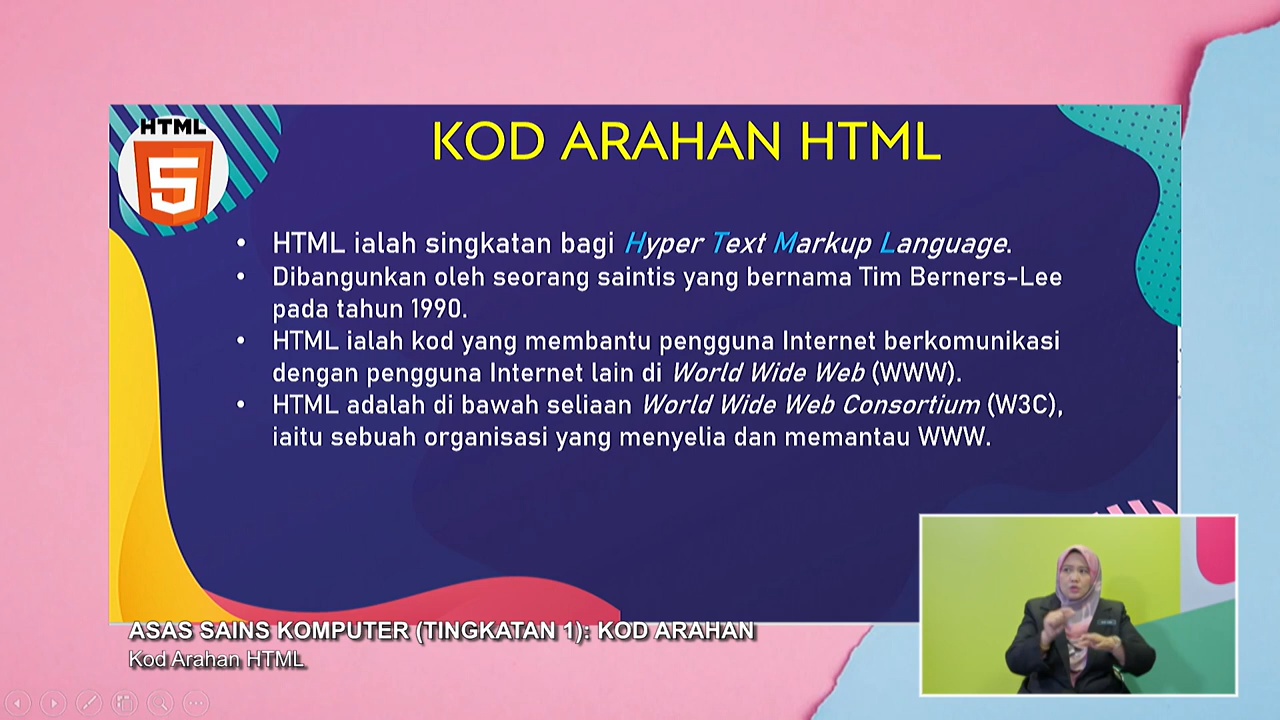 HTML
5
KOD ARAHAN HTML
• HTML ialah singkatan bagi Hyper Text Markup Language.
• Dibangunkan oleh seorang saintis yang bernama Tim Berners-Lee
pada tahun 1990.
• HTML ialah kod yang membantu pengguna Internet berkomunikasi
dengan pengguna Internet lain di World Wide Web (WWW).
• HTML adalah di bawah seliaan World Wide Web Consortium (W3C),
iaitu sebuah organisasi yang menyelia dan memantau WWW.
ASAS SAINS KOMPUTER (TINGKATAN 1): KOD ARAHAN
Kod Arahan HTML